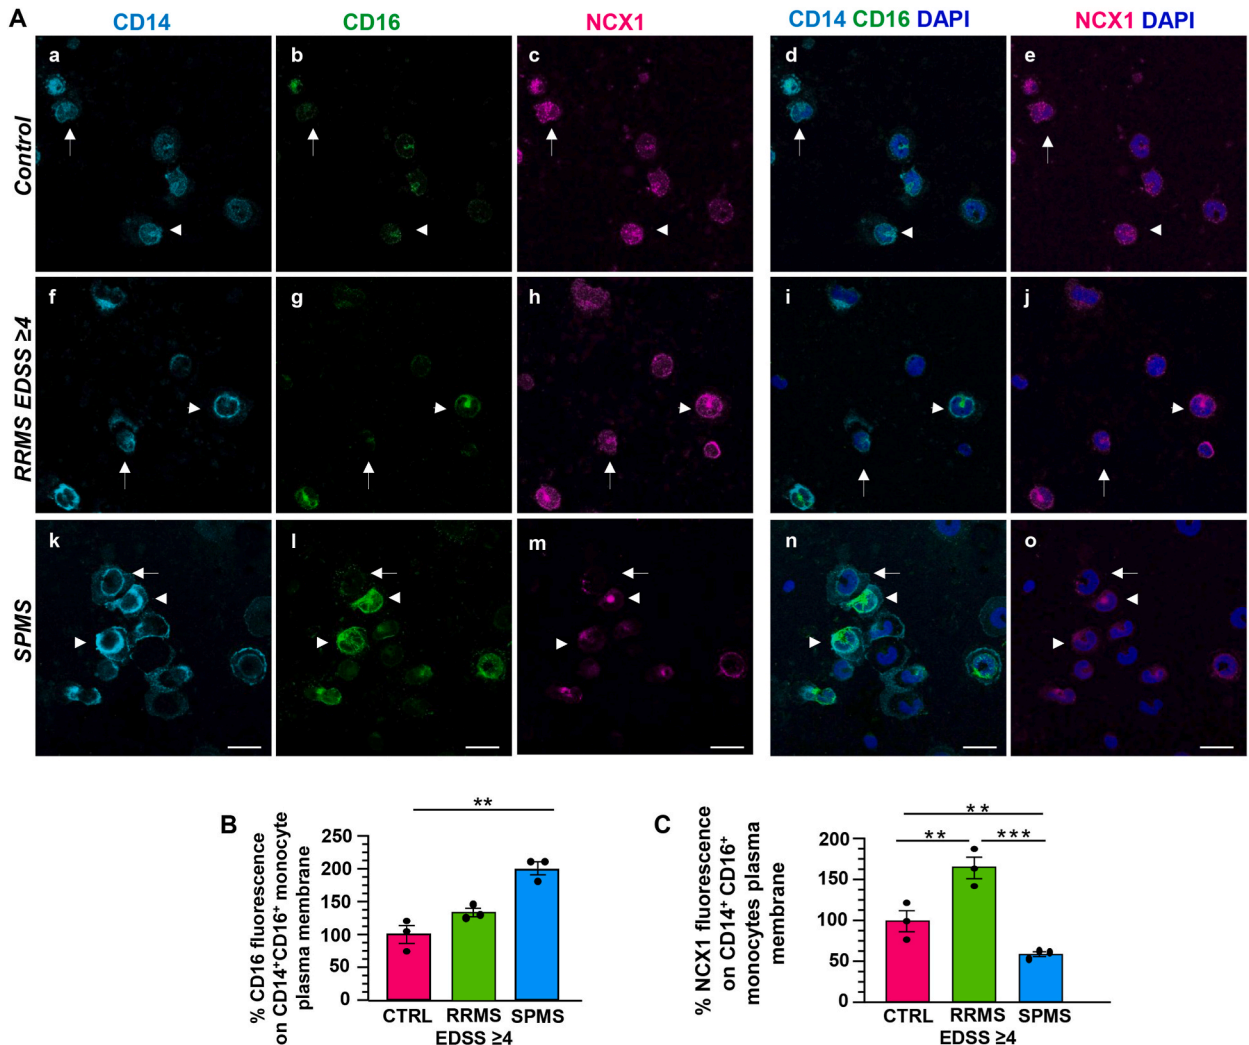 A
CD14 CD16 NCX1 CD14 CD16 DAPI NCX1 DAPI
Control
a b c d e
RRMS EDSS ≥4
f g h i j
SPMS
k l m n o
B
% CD16 fluorescence
on CD14⁺CD16⁺ monocyte
plasma membrane
250
200
150
100
50
0
**
CTRL RRMS SPMS
EDSS ≥4
C
% NCX1 fluorescence
on CD14⁺ CD16⁺
monocytes plasma
membrane
200
150
100
50
0
**
** ***
CTRL RRMS SPMS
EDSS ≥4